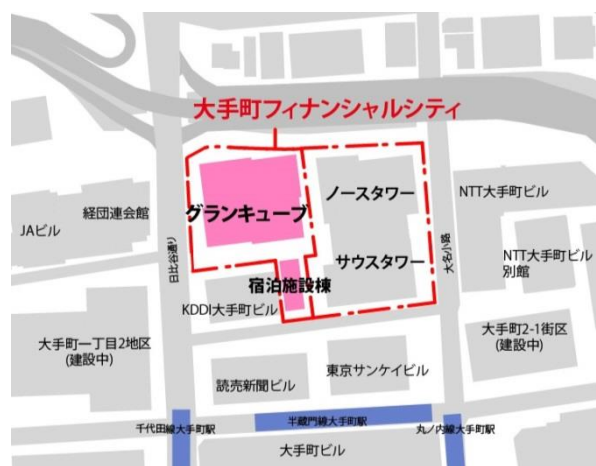 大手町フィナンシャルシティ
グランキューブ
ノースタワー
NTT大手町ビル
経団連会館
JAビル
日比谷通り
宿泊施設棟
サウスタワー
大名小路
NTT大手町ビル
別館
KDDI大手町ビル
大手町一丁目2地区
(建設中)
大手町2-1街区
(建設中)
読売新聞ビル
東京サンケイビル
千代田線大手町駅
半蔵門線大手町駅
丸ノ内線大手町駅
大手町ビル